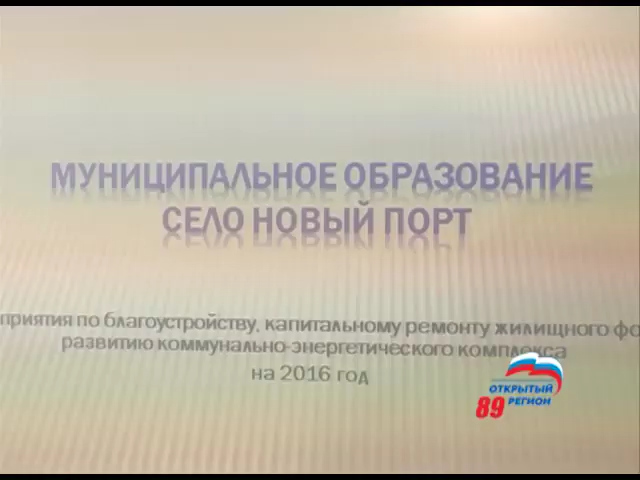 МУНИЦИПАЛЬНОЕ ОБРАЗОВАНИЕ
СЕЛО НОВЫЙ ПОРТ
приятия по благоустройству, капитальному ремонту жилищного фо
развитию коммунально-энергетического комплекса
на 2016 год
ОТКРЫТЫЙ
89 РЕГИОН